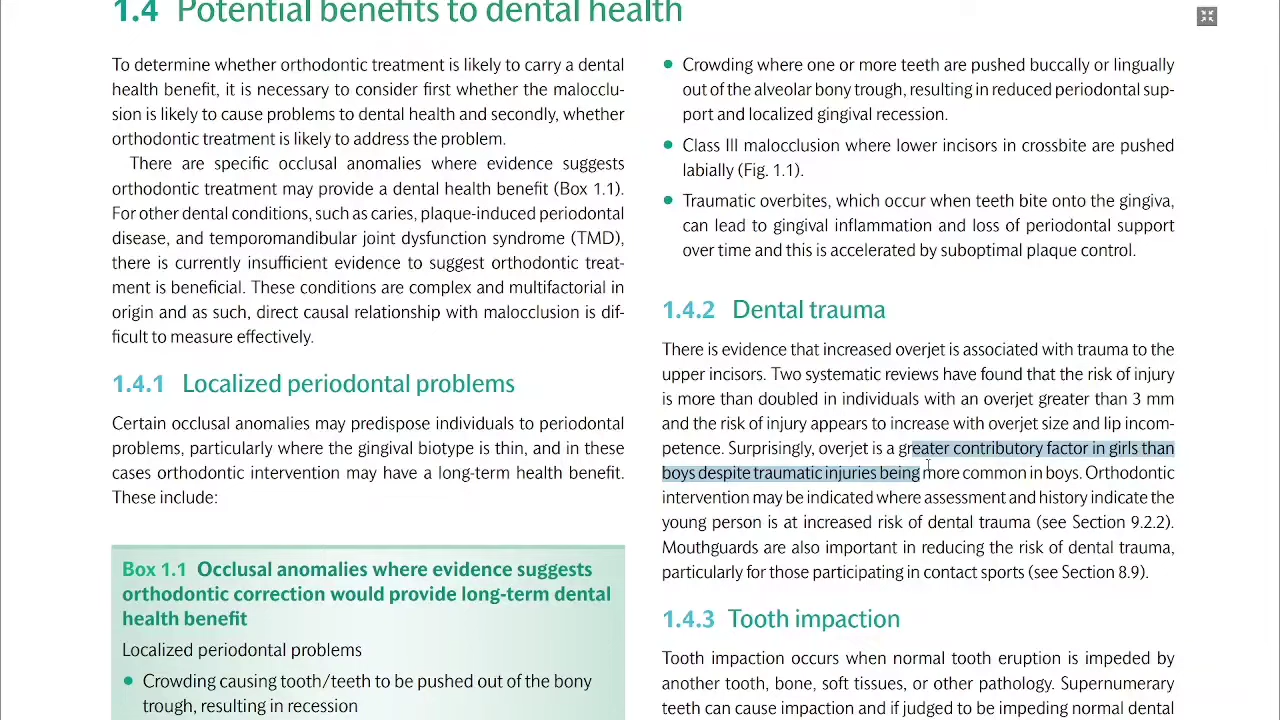 1.4 Potential benefits to dental health
To determine whether orthodontic treatment is likely to carry a dental
health benefit, it is necessary to consider first whether the malocclu-
sion is likely to cause problems to dental health and secondly, whether
orthodontic treatment is likely to address the problem.
There are specific occlusal anomalies where evidence suggests
orthodontic treatment may provide a dental health benefit (Box 1.1).
For other dental conditions, such as caries, plaque-induced periodontal
disease, and temporomandibular joint dysfunction syndrome (TMD),
there is currently insufficient evidence to suggest orthodontic treat-
ment is beneficial. These conditions are complex and multifactorial in
origin and as such, direct causal relationship with malocclusion is dif-
ficult to measure effectively.
1.4.1 Localized periodontal problems
Certain occlusal anomalies may predispose individuals to periodontal
problems, particularly where the gingival biotype is thin, and in these
cases orthodontic intervention may have a long-term health benefit.
These include:
Box 1.1 Occlusal anomalies where evidence suggests
orthodontic correction would provide long-term dental
health benefit
Localized periodontal problems
● Crowding causing tooth/teeth to be pushed out of the bony
trough, resulting in recession
● Crowding where one or more teeth are pushed buccally or lingually
out of the alveolar bony trough, resulting in reduced periodontal sup-
port and localized gingival recession.
● Class III malocclusion where lower incisors in crossbite are pushed
labially (Fig. 1.1).
● Traumatic overbites, which occur when teeth bite onto the gingiva,
can lead to gingival inflammation and loss of periodontal support
over time and this is accelerated by suboptimal plaque control.
1.4.2 Dental trauma
There is evidence that increased overjet is associated with trauma to the
upper incisors. Two systematic reviews have found that the risk of injury
is more than doubled in individuals with an overjet greater than 3 mm
and the risk of injury appears to increase with overjet size and lip incom-
petence. Surprisingly, overjet is a greater contributory factor in girls than
boys despite traumatic injuries being more common in boys. Orthodontic
intervention may be indicated where assessment and history indicate the
young person is at increased risk of dental trauma (see Section 9.2.2).
Mouthguards are also important in reducing the risk of dental trauma,
particularly for those participating in contact sports (see Section 8.9).
1.4.3 Tooth impaction
Tooth impaction occurs when normal tooth eruption is impeded by
another tooth, bone, soft tissues, or other pathology. Supernumerary
teeth can cause impaction and if judged to be impeding normal dental